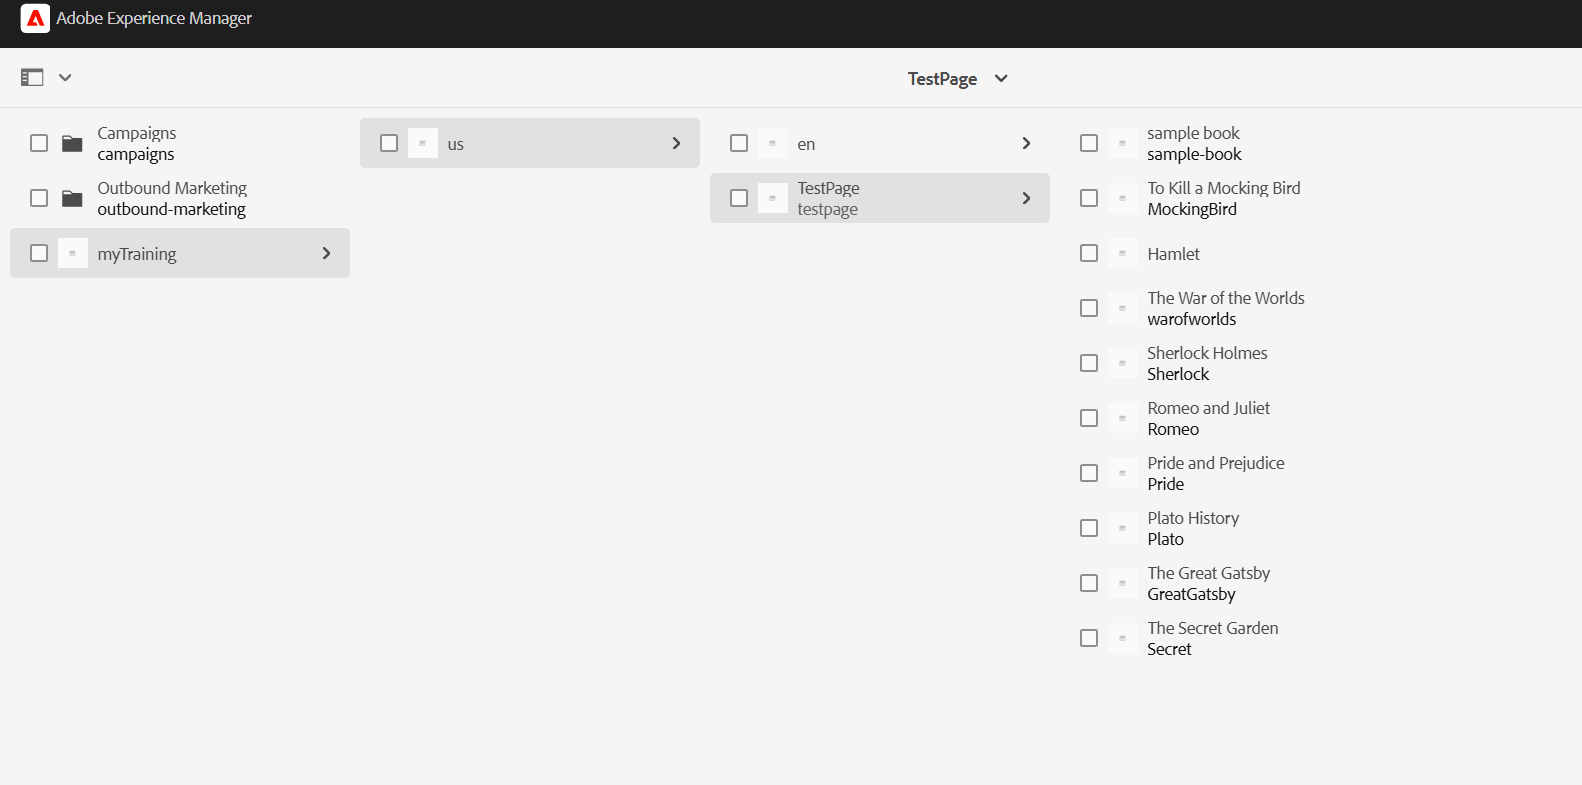 Adobe Experience Manager
TestPage
Campaigns
campaigns
Outbound Marketing
outbound-marketing
myTraining
us
en
TestPage
testpage
sample book
sample-book
To Kill a Mocking Bird
MockingBird
Hamlet
The War of the Worlds
warofworlds
Sherlock Holmes
Sherlock
Romeo and Juliet
Romeo
Pride and Prejudice
Pride
Plato History
Plato
The Great Gatsby
GreatGatsby
The Secret Garden
Secret